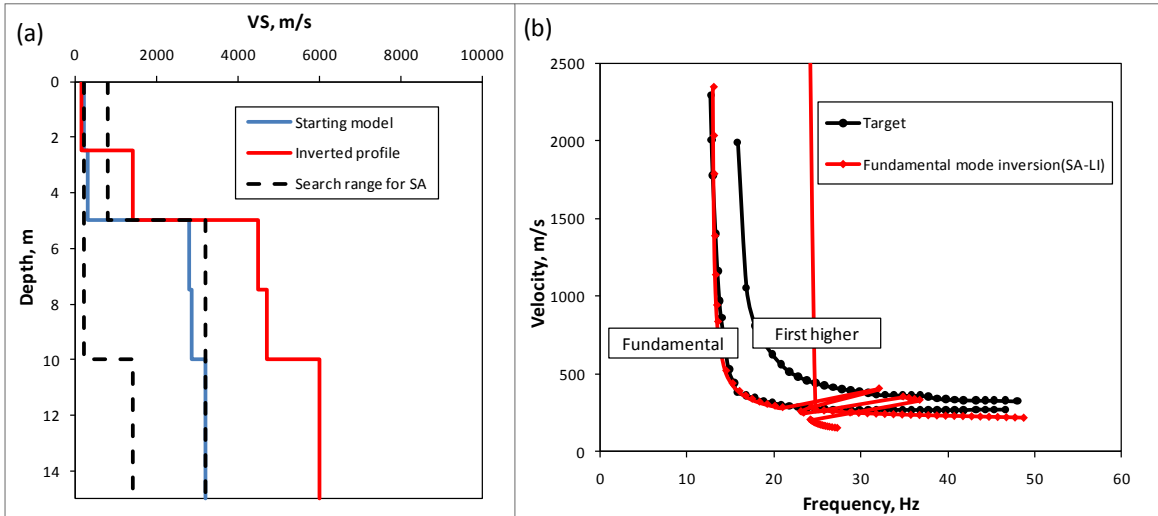 (a)
VS, m/s
0 2000 4000 6000 8000 10000
Depth, m
0
2
4
6
8
10
12
14
Starting model
Inverted profile
Search range for SA
(b)
Velocity, m/s
2500
2000
1500
1000
500
0
Target
Fundamental mode inversion(SA-LI)
Fundamental
First higher
0 10 20 30 40 50 60
Frequency, Hz